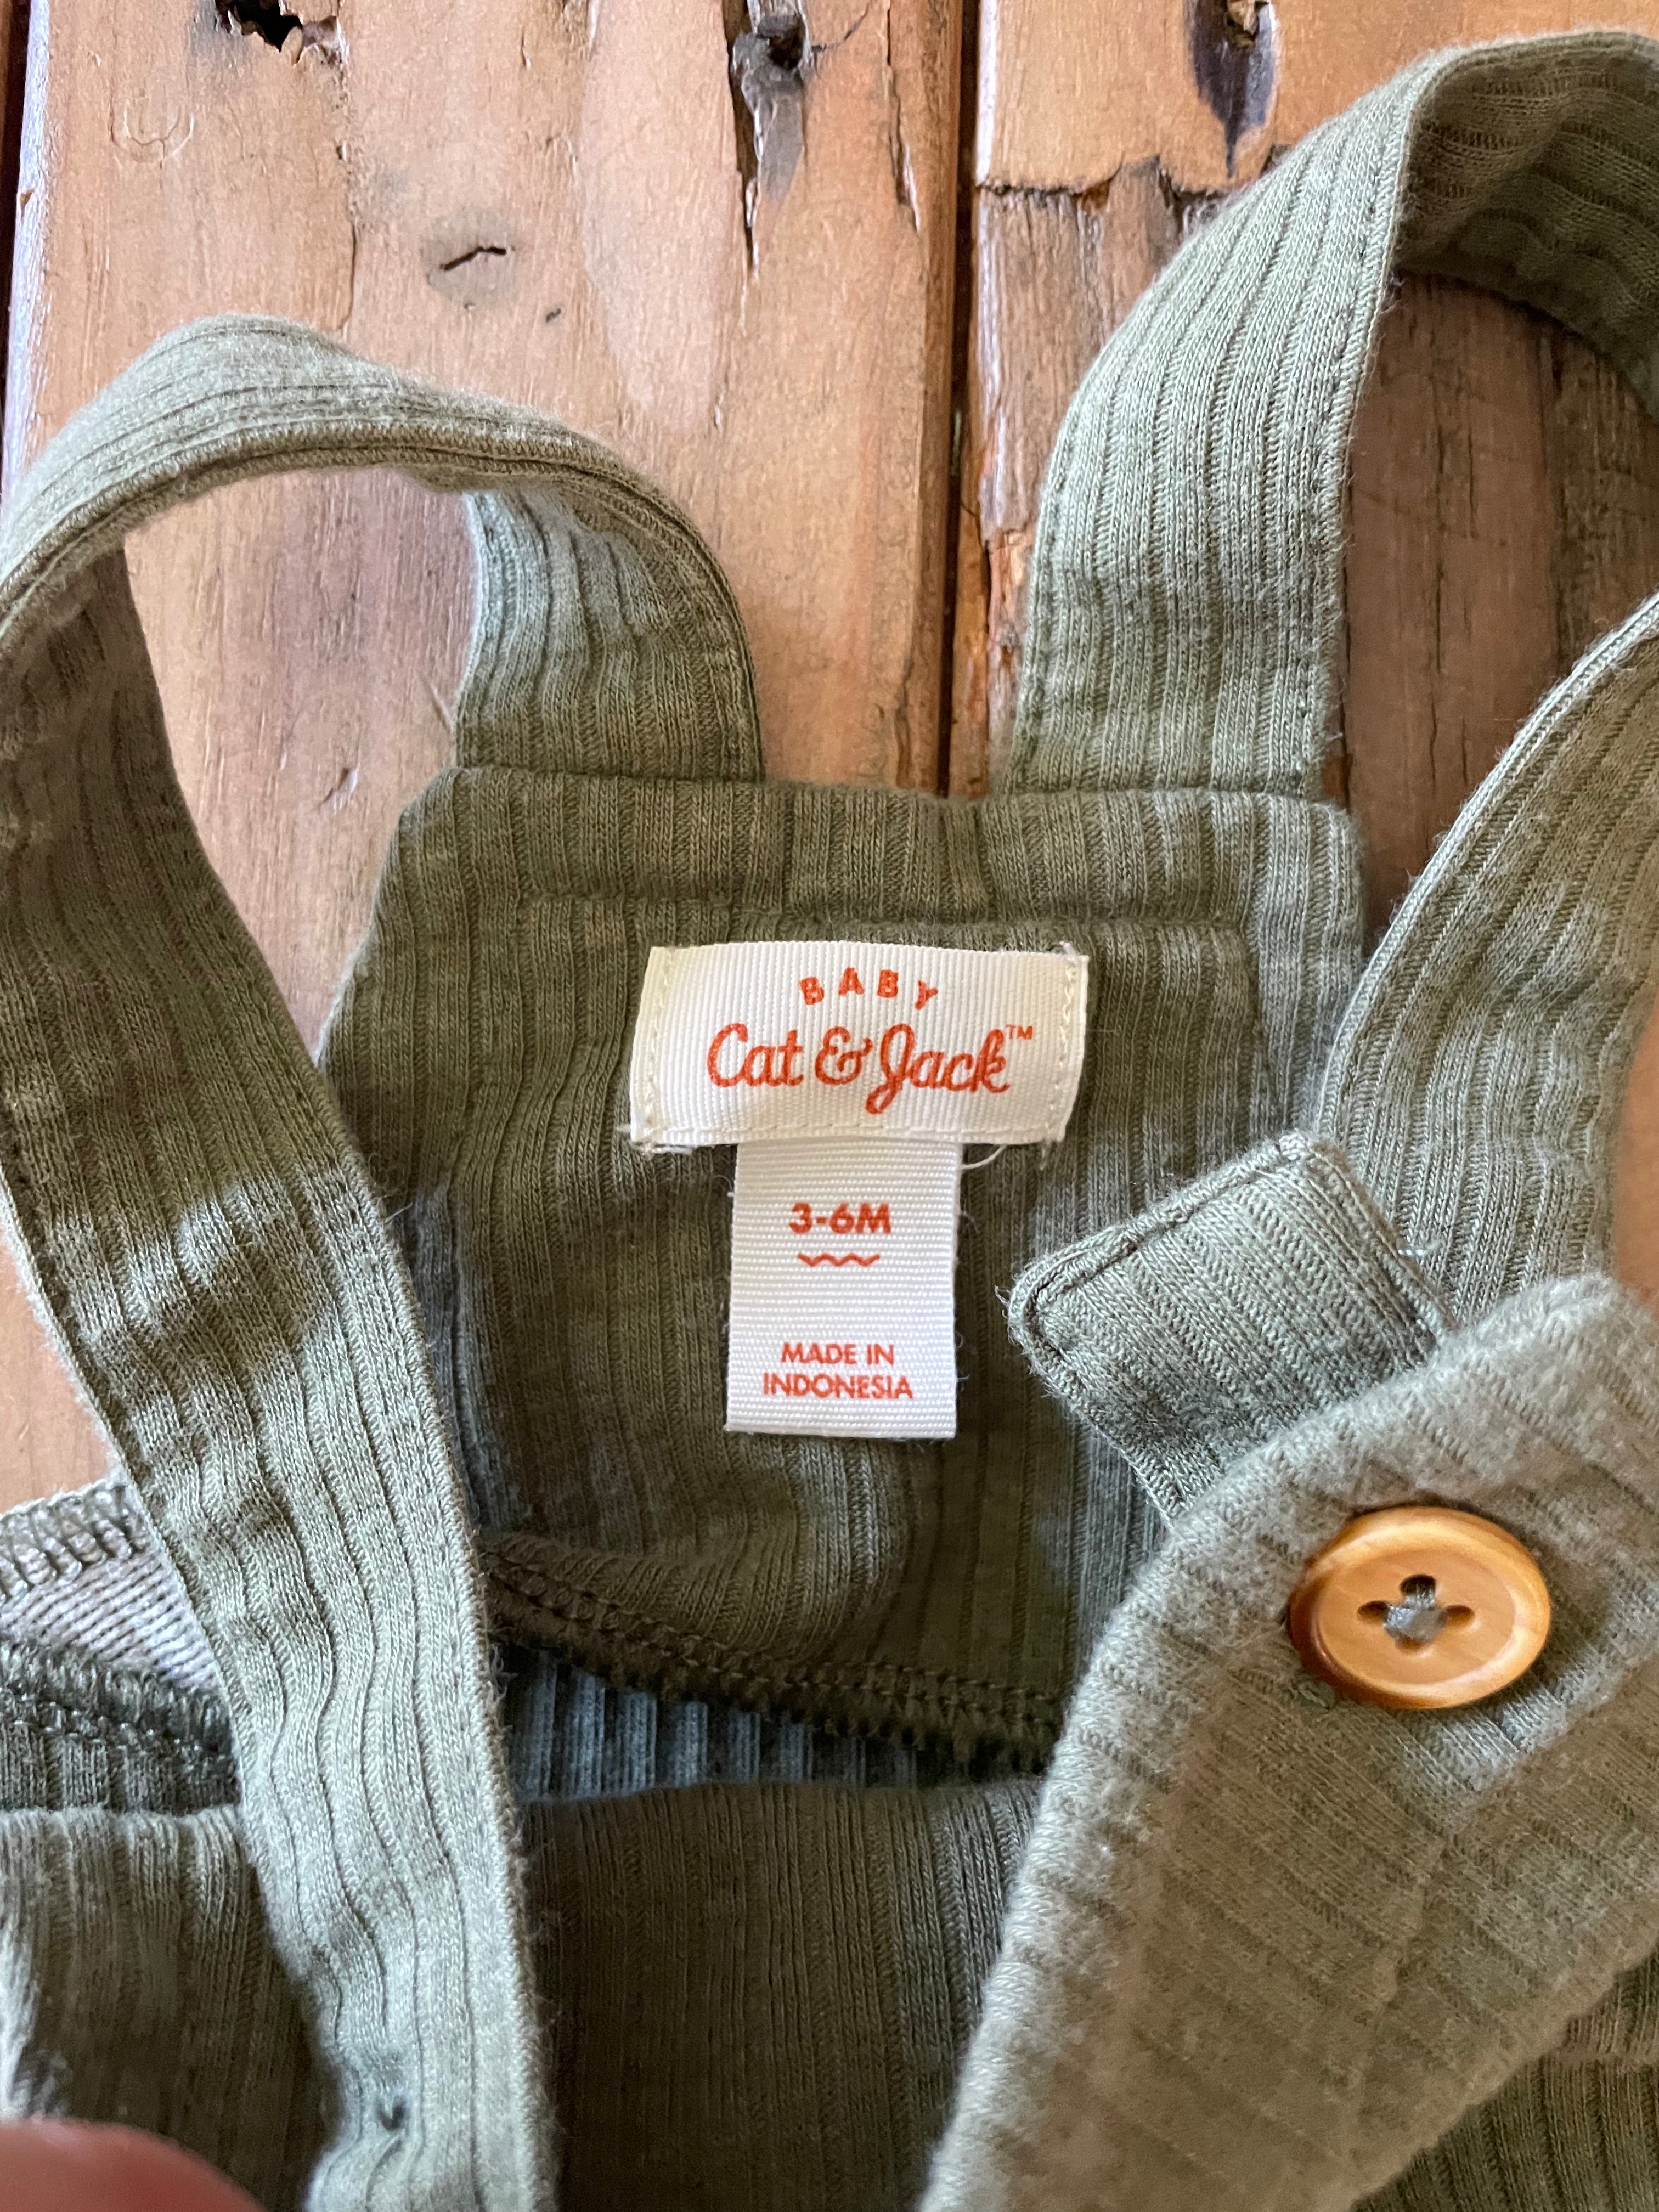 BABY
Cat & Jack™
3-6M
MADE IN
INDONESIA